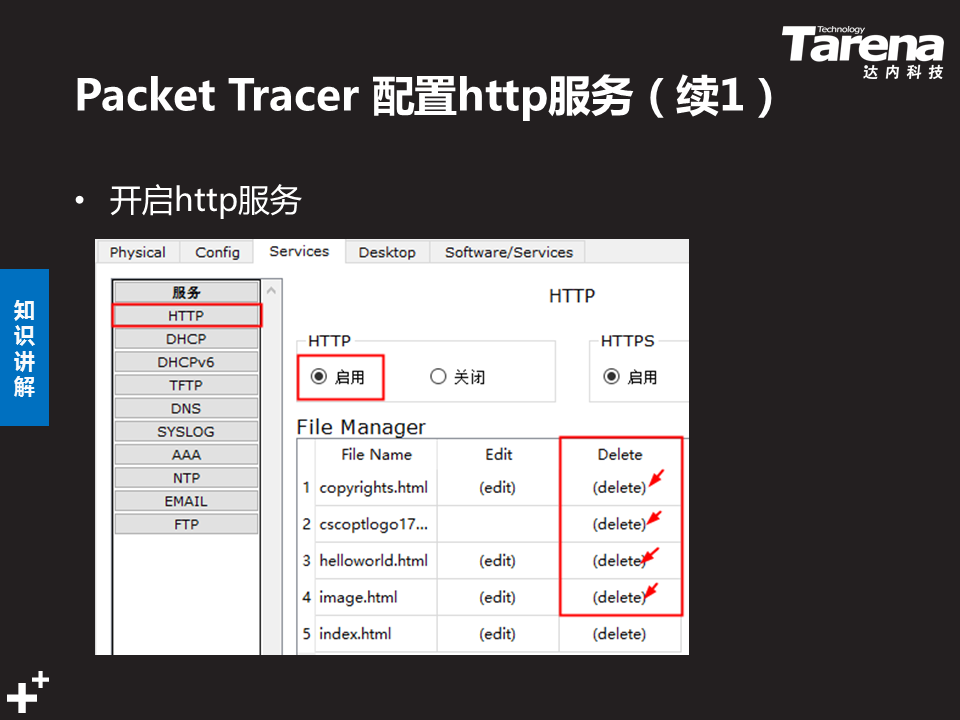 Technology
Tarena
达内科技
Packet Tracer 配置http服务（续1）
• 开启http服务
知识讲解
Physical Config Services Desktop Software/Services
服务
HTTP
DHCP
DHCPv6
TFTP
DNS
SYSLOG
AAA
NTP
EMAIL
FTP
HTTP
HTTP HTTPS
启用 关闭 启用
File Manager
File Name Edit Delete
1 copyrights.html (edit) (delete)
2 cscoptlogo17... (delete)
3 helloworld.html (edit) (delete)
4 image.html (edit) (delete)
5 index.html (edit) (delete)